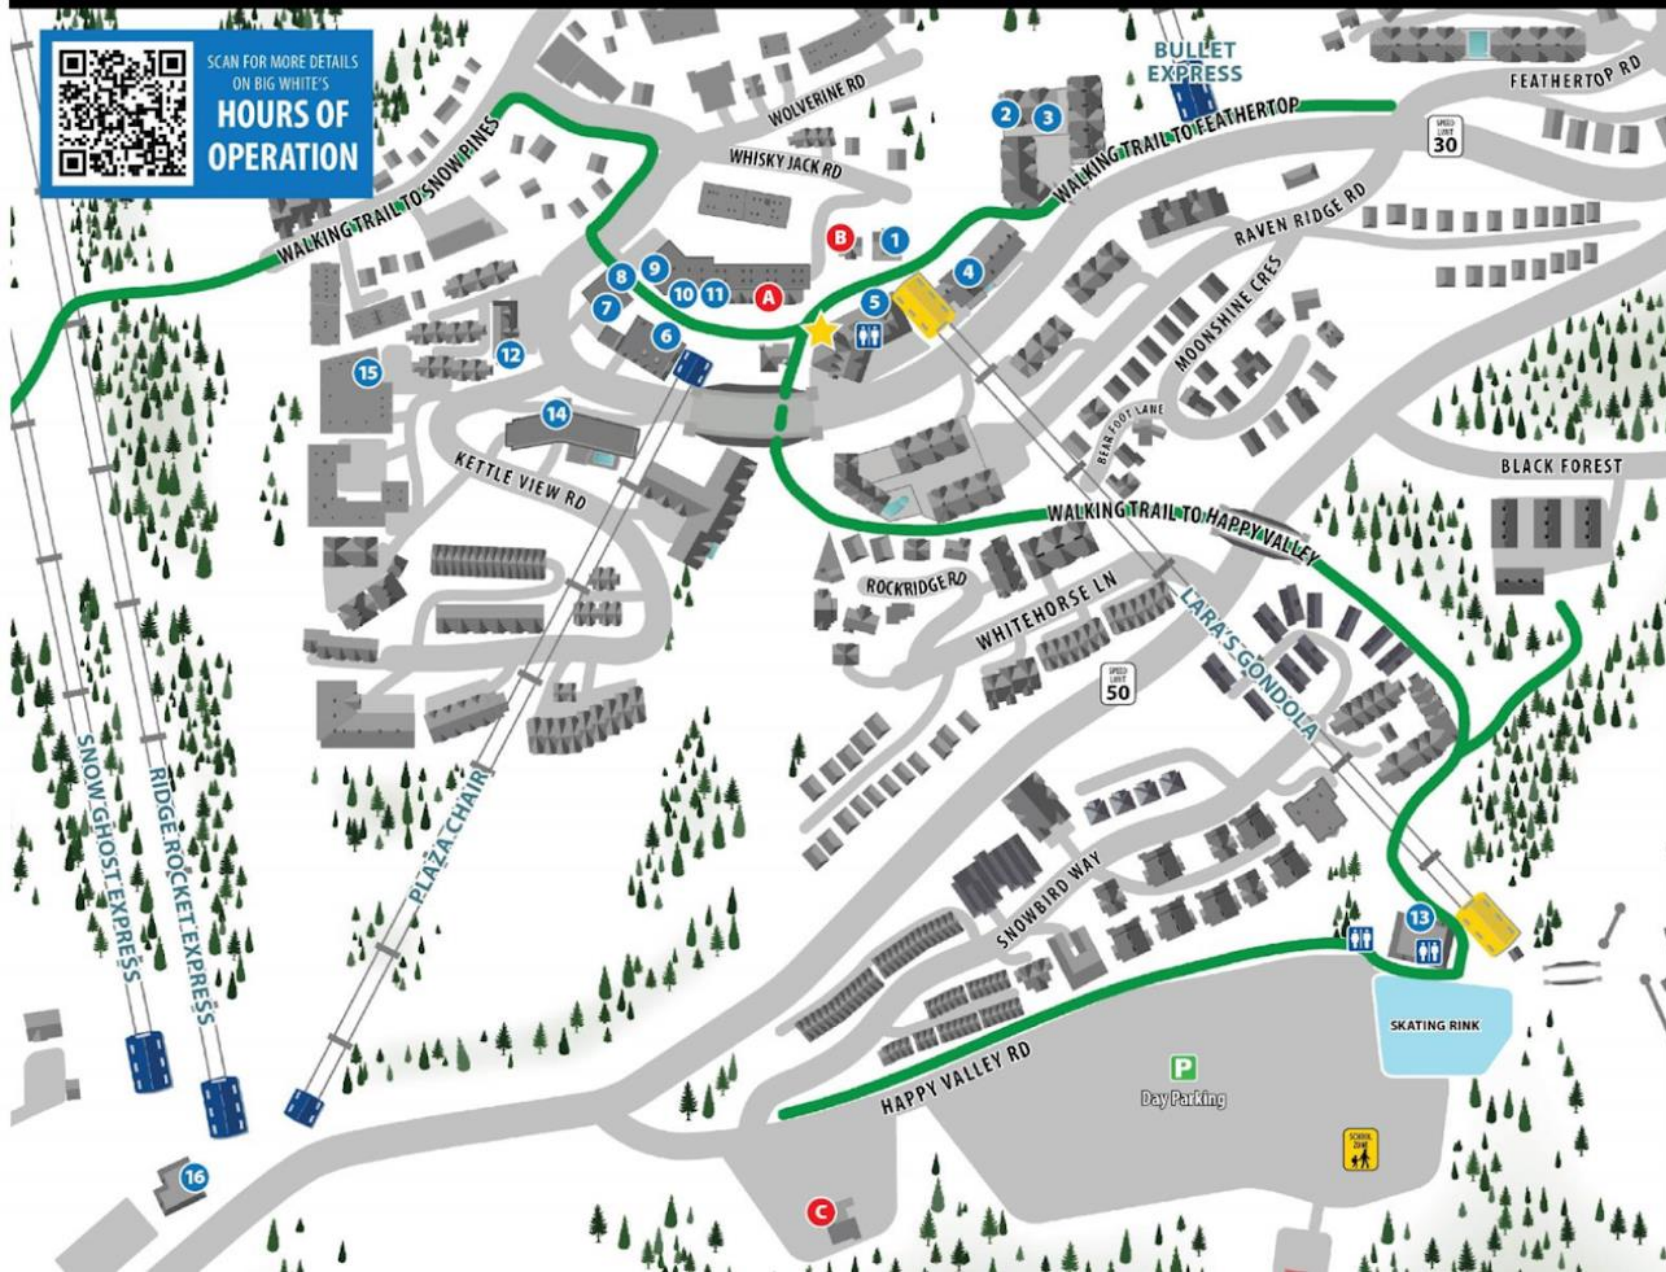 SCAN FOR MORE DETAILS
ON BIG WHITE'S
HOURS OF
OPERATION
BULLET
EXPRESS
FEATHERTOP RD
WOLVERINE RD
WHISKY JACK RD
WALKING TRAIL TO SNOWPINES
WALKING TRAIL TO FEATHERTOP
SPEED
LIMIT
30
2
3
RAVEN RIDGE RD
B
1
4
8
9
7
10
11
A
5
6
12
15
14
MOONSHINE CRES
BEAR FOOT LANE
KETTLE VIEW RD
BLACK FOREST
WALKING TRAIL TO HAPPY VALLEY
ROCKRIDGE RD
WHITEHORSE LN
LARA'S GONDOLA
SPEED
LIMIT
50
SNOW GHOST EXPRESS
RIDGE ROCKET EXPRESS
PLAZA CHAIR
SNOWBIRD WAY
13
SKATING RINK
HAPPY VALLEY RD
P
Day Parking
SCHOOL
ZONE
16
C